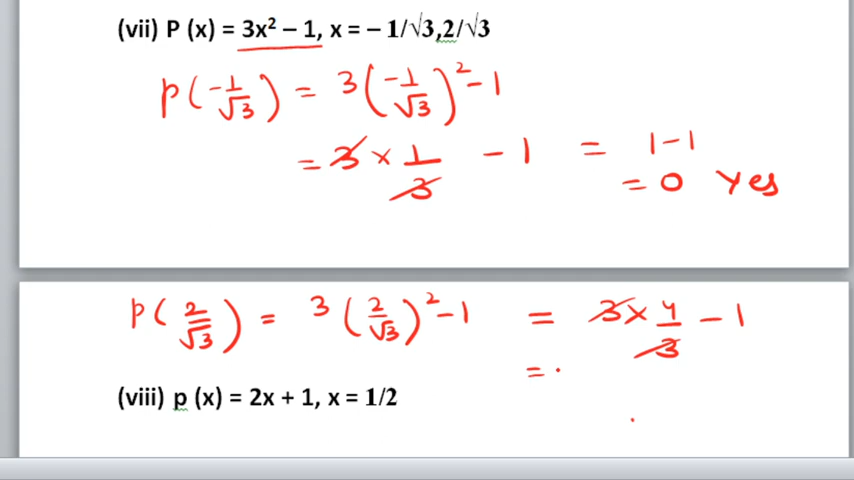 (vii) P (x) = 3x² – 1, x = – 1/√3,2/√3
p(-1/√3) = 3(-1/√3)²-1
= 3 × 1/3 - 1 = 1-1
= 0 Yes
p(2/√3) = 3(2/√3)²-1 = 3×4/3 - 1
=
(viii) p (x) = 2x + 1, x = 1/2